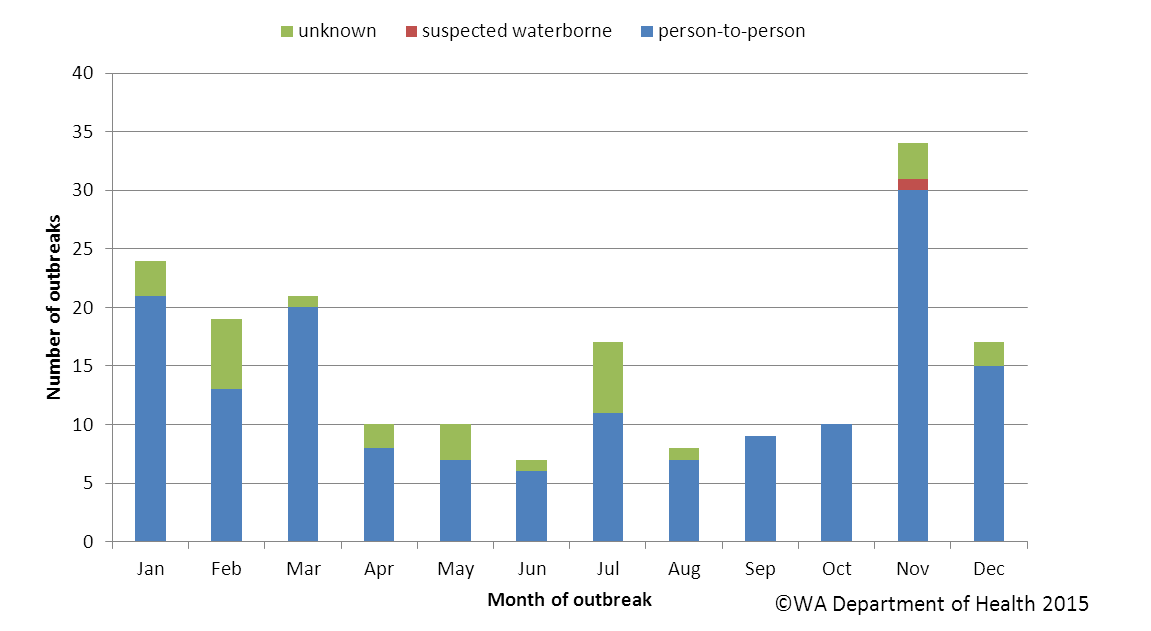 unknown suspected waterborne person-to-person
40
35
30
25
20
15
10
5
0
Number of outbreaks
Jan Feb Mar Apr May Jun Jul Aug Sep Oct Nov Dec
Month of outbreak
©WA Department of Health 2015